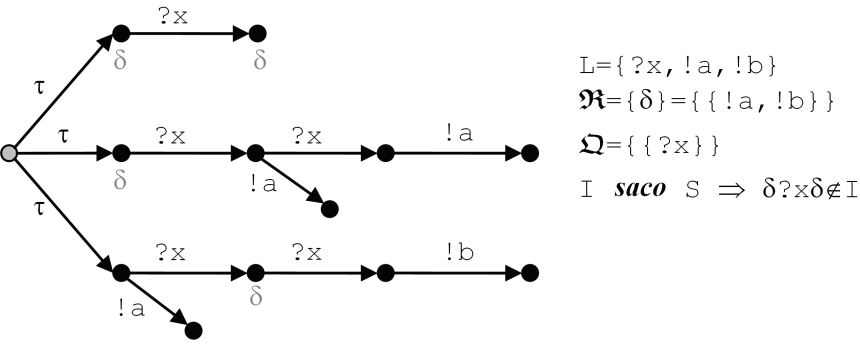 ?x
δ δ
τ
τ ?x ?x !a
δ !a
τ
?x ?x !b
!a δ
L={?x,!a,!b}
ℜ={δ}={{!a,!b}}
𝔔={{?x}}
I saco S ⇒ δ?xδ∉I